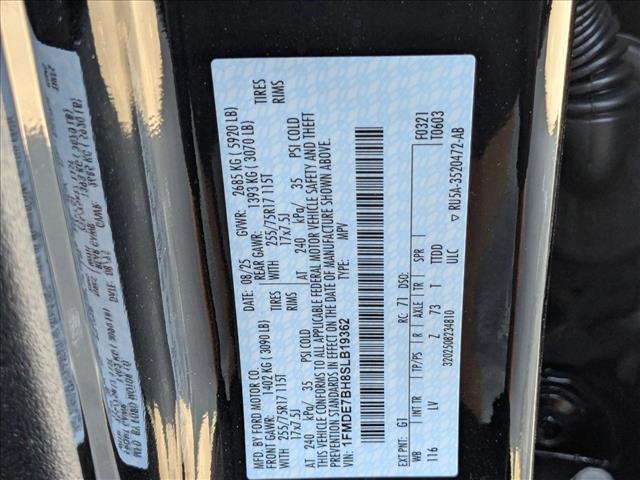 MFD. BY FORD MOTOR CO.
DATE: 08/25 GVWR: 2685 KG ( 5920 LB)
FRONT GAWR: 1402 KG ( 3090 LB) REAR GAWR: 1393 KG ( 3070 LB)
255/75R17 115T TIRES WITH 255/75R17 115T TIRES
17x7.5J RIMS 17x7.5J RIMS
AT 240 kPa/ 35 PSI COLD AT 240 kPa/ 35 PSI COLD
THIS VEHICLE CONFORMS TO ALL APPLICABLE FEDERAL MOTOR VEHICLE SAFETY AND THEFT
PREVENTION STANDARDS IN EFFECT ON THE DATE OF MANUFACTURE SHOWN ABOVE.
VIN: 1FMDE7BH6SLB19362
TYPE: MPV
F0321
T0603
EXT PNT: G1 RC: 71 DSO:
WB INT TR TP/PS R AXLE TR SPR
116 LV Z 73 T TTDD
ULC
3202508234810 ▽ RU5A-3520472-AB